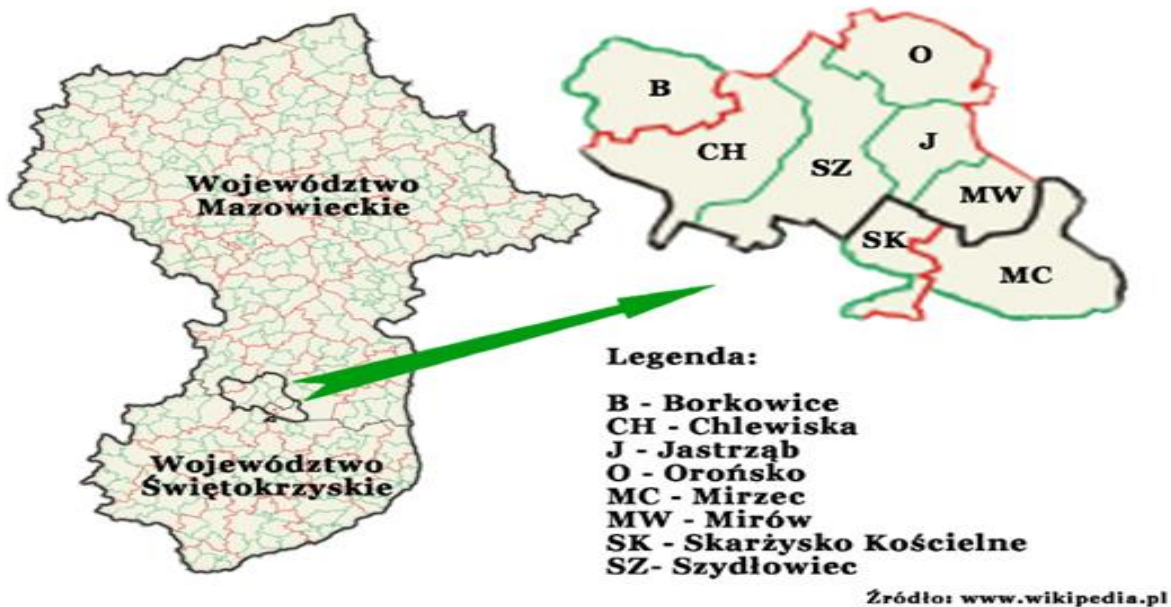 Województwo
Mazowieckie
Województwo
Świętokrzyskie
B
O
CH
SZ
J
MW
SK
MC
Legenda:
B - Borkowice
CH - Chlewiska
J - Jastrząb
O - Orońsko
MC - Mirzec
MW - Mirów
SK - Skarżysko Kościelne
SZ- Szydłowiec
Źródło: www.wikipedia.pl